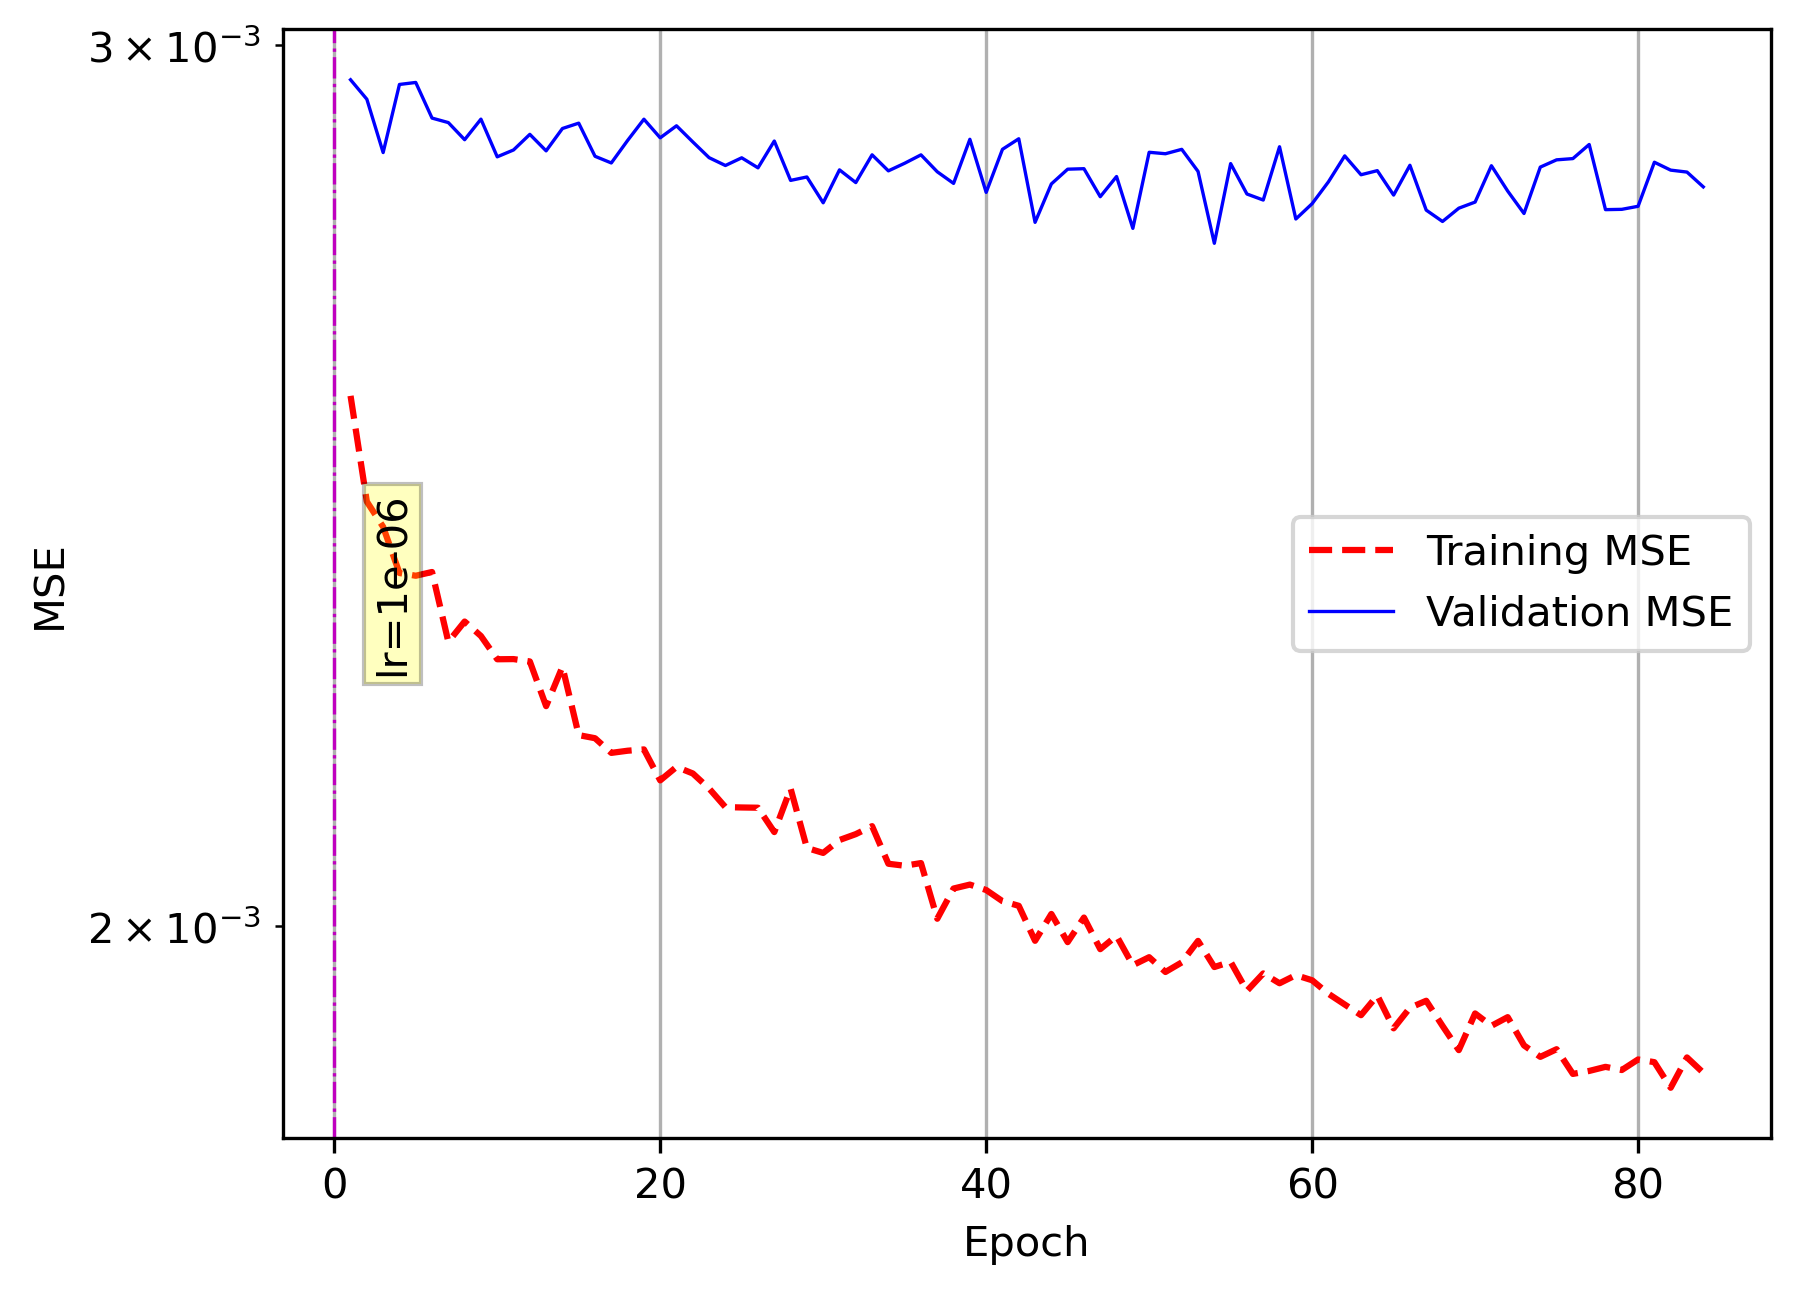 3 × 10⁻³
2 × 10⁻³
MSE
lr=1e-06
Training MSE
Validation MSE
0 20 40 60 80
Epoch